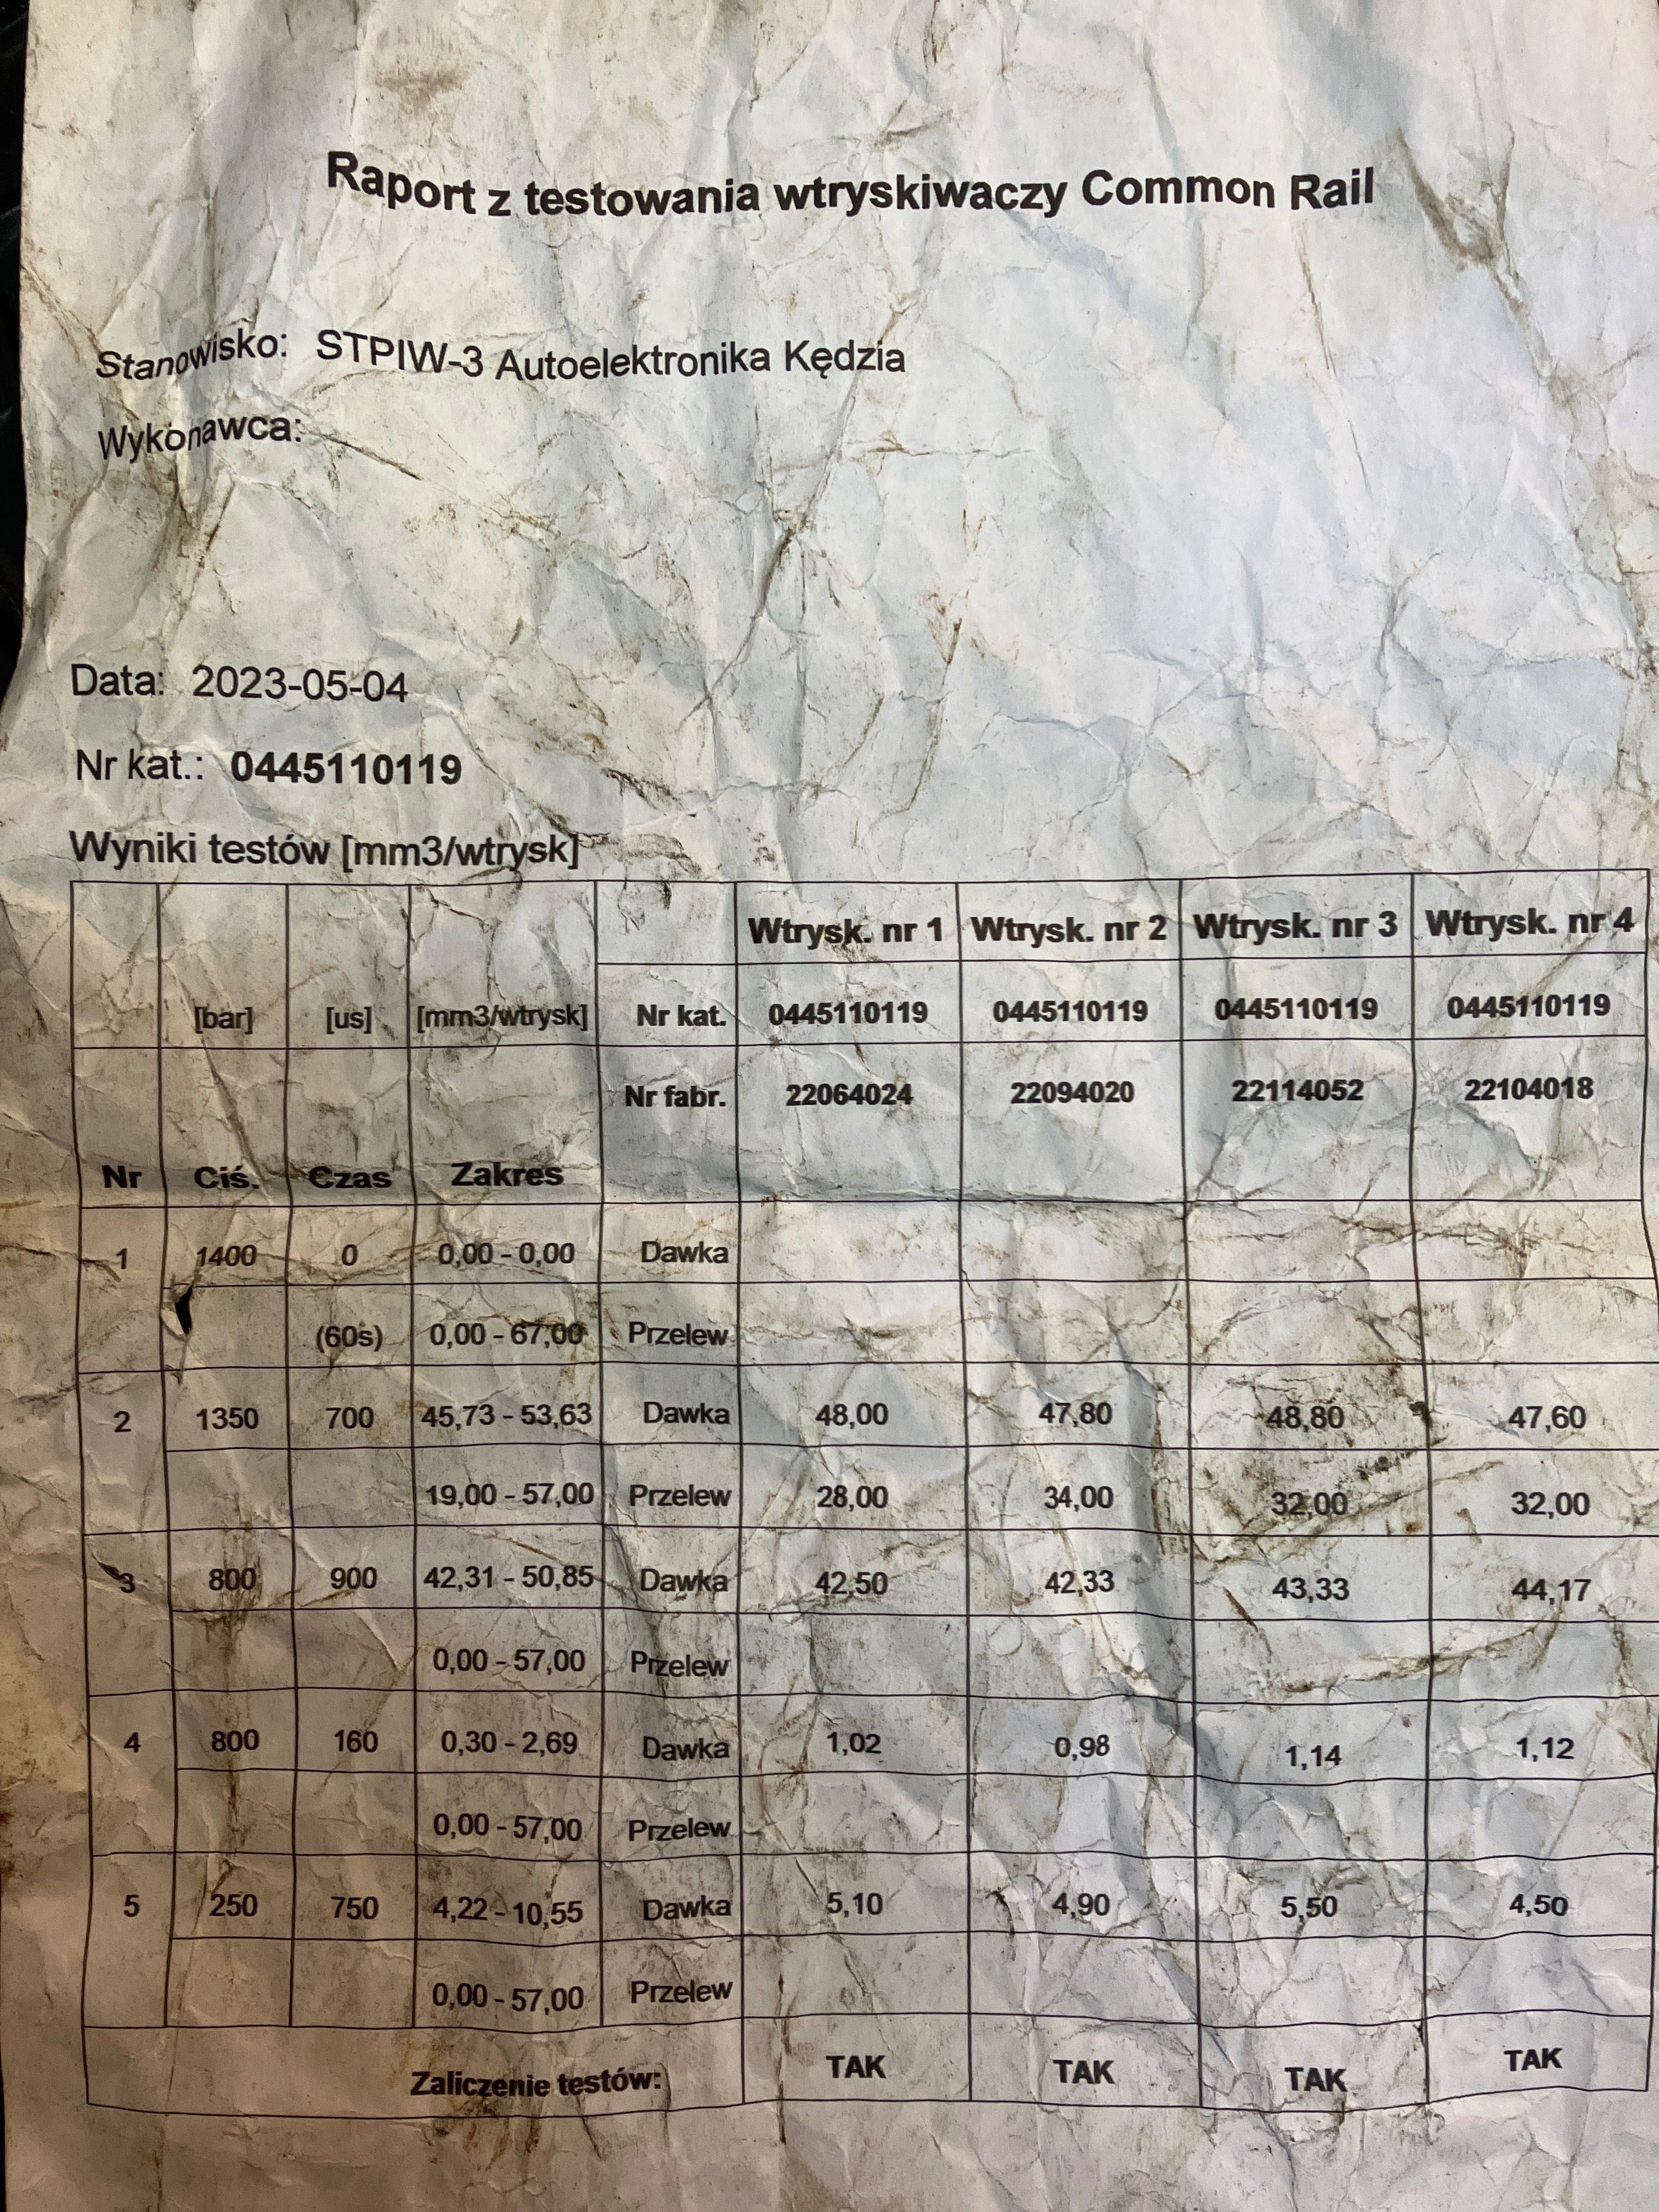 Raport z testowania wtryskiwaczy Common Rail
Stanowisko: STPIW-3 Autoelektronika Kędzia
Wykonawca:
Data: 2023-05-04
Nr kat.: 0445110119
Wyniki testów [mm3/wtrysk]
Wtrysk. nr 1 Wtrysk. nr 2 Wtrysk. nr 3 Wtrysk. nr 4
[bar] [us] [mm3/wtrysk] Nr kat. 0445110119 0445110119 0445110119 0445110119
Nr fabr. 22064024 22094020 22114052 22104018
Nr Ciś. Czas Zakres
1 1400 0 0,00 - 0,00 Dawka
(60s) 0,00 - 67,00 Przelew
2 1350 700 45,73 - 53,63 Dawka 48,00 47,80 48,80 47,60
19,00 - 57,00 Przelew 28,00 34,00 32,00 32,00
3 800 900 42,31 - 50,85 Dawka 42,50 42,33 43,33 44,17
0,00 - 57,00 Przelew
4 800 160 0,30 - 2,69 Dawka 1,02 0,98 1,14 1,12
0,00 - 57,00 Przelew
5 250 750 4,22 - 10,55 Dawka 5,10 4,90 5,50 4,50
0,00 - 57,00 Przelew
Zaliczenie testów: TAK TAK TAK TAK